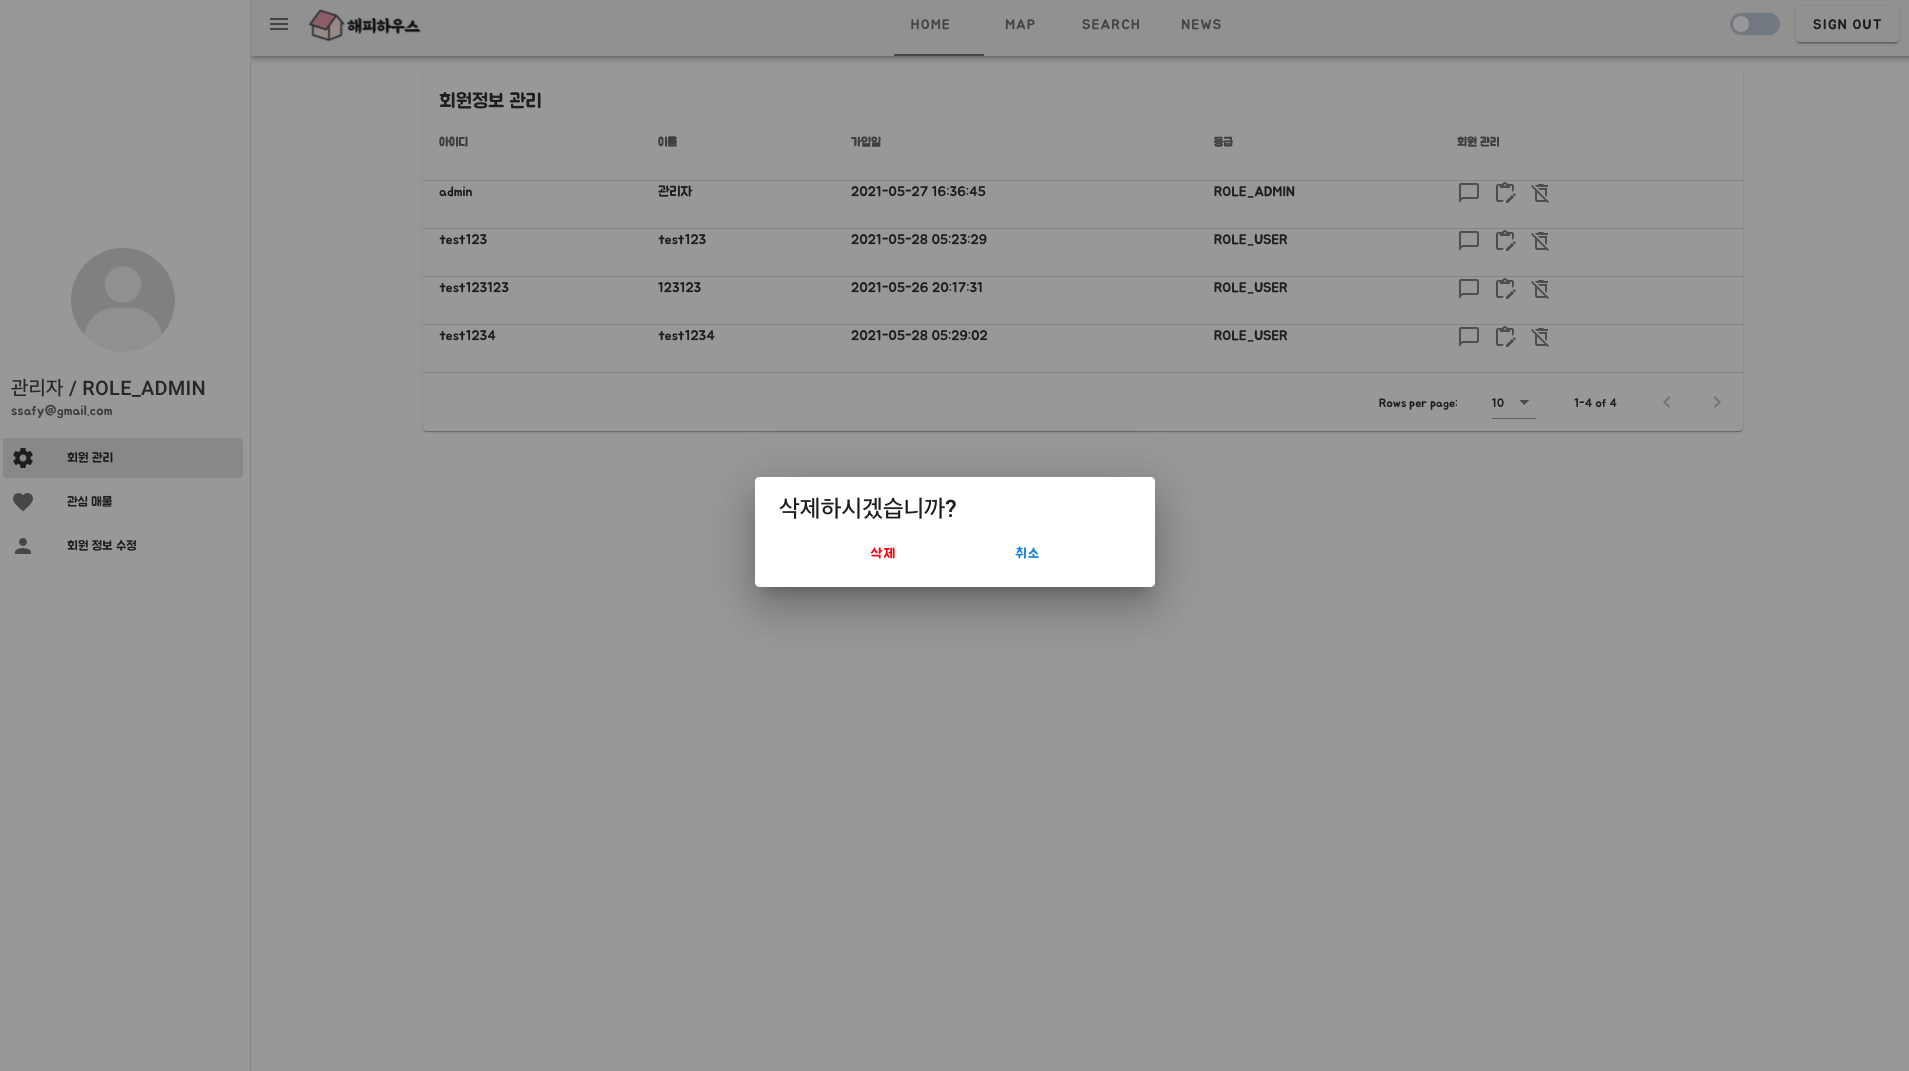 해피하우스
HOME MAP SEARCH NEWS
SIGN OUT
관리자 / ROLE_ADMIN
ssafy@gmail.com
회원 관리
관심 매물
회원 정보 수정
회원정보 관리
아이디 이름 가입일 등급 회원 관리
admin 관리자 2021-05-27 16:36:45 ROLE_ADMIN
test123 test123 2021-05-28 05:23:29 ROLE_USER
test123123 123123 2021-05-26 20:17:31 ROLE_USER
test1234 test1234 2021-05-28 05:29:02 ROLE_USER
Rows per page: 10 1-4 of 4
삭제하시겠습니까?
삭제 취소